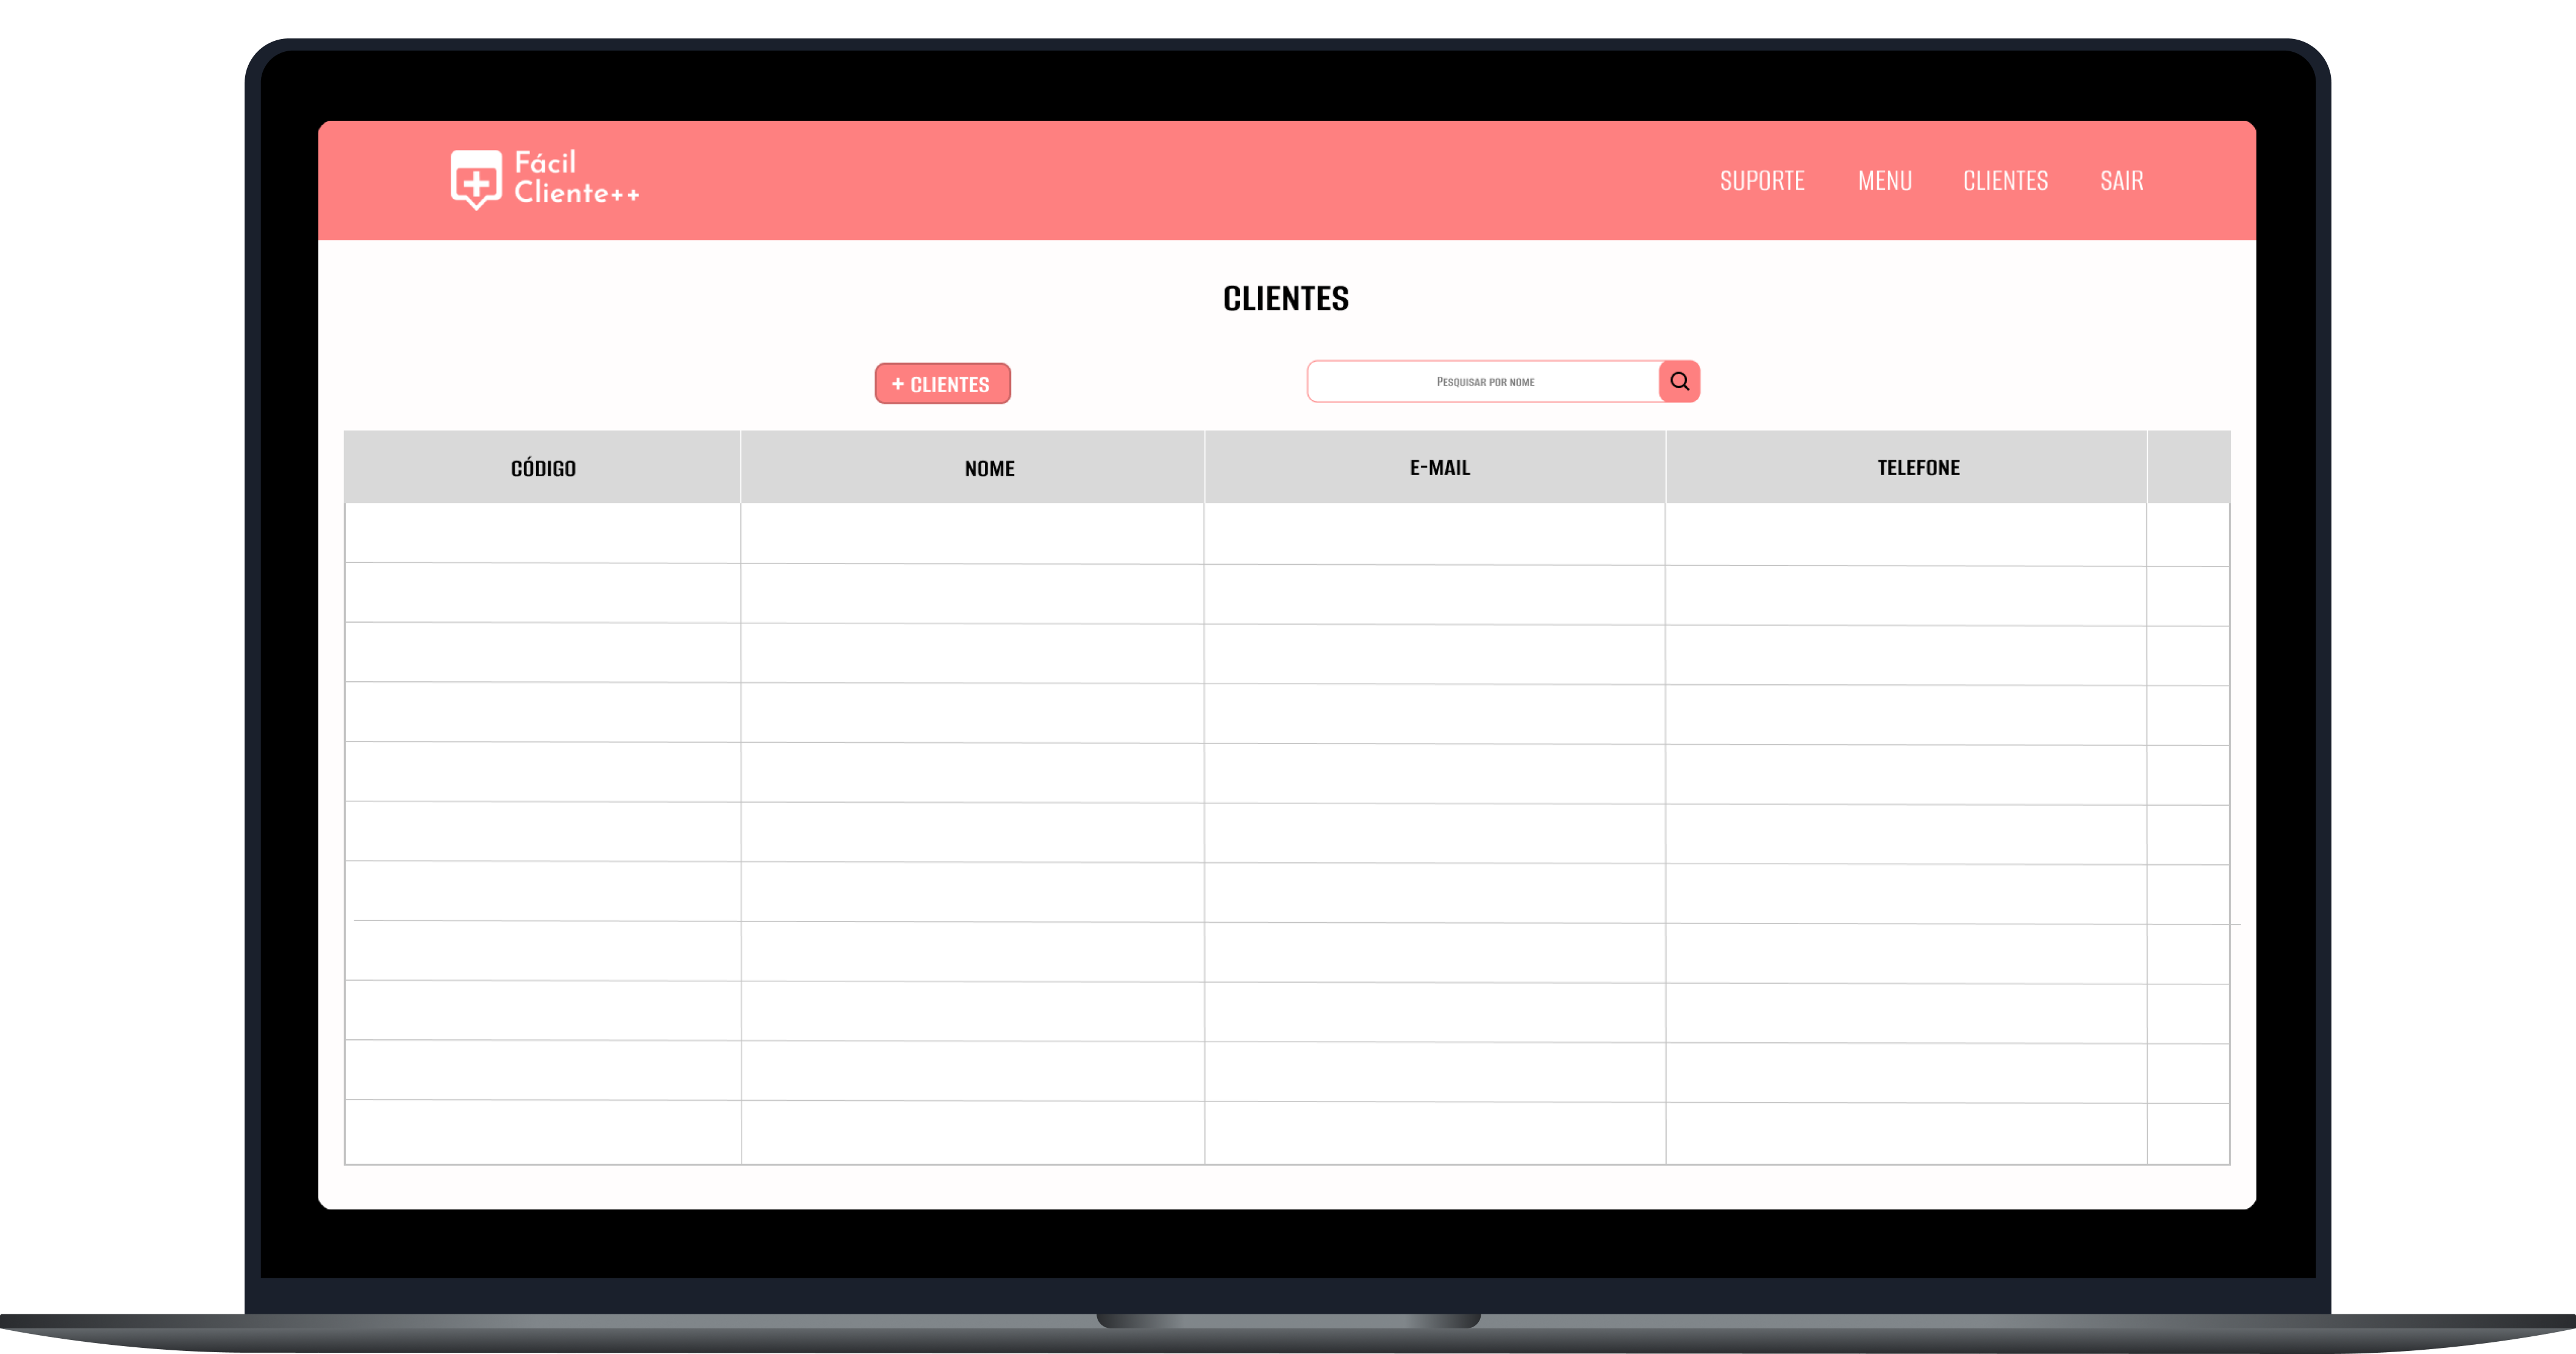 Fácil
Cliente++
SUPORTE MENU CLIENTES SAIR
CLIENTES
+ CLIENTES
Pesquisar por nome
CÓDIGO NOME E-MAIL TELEFONE